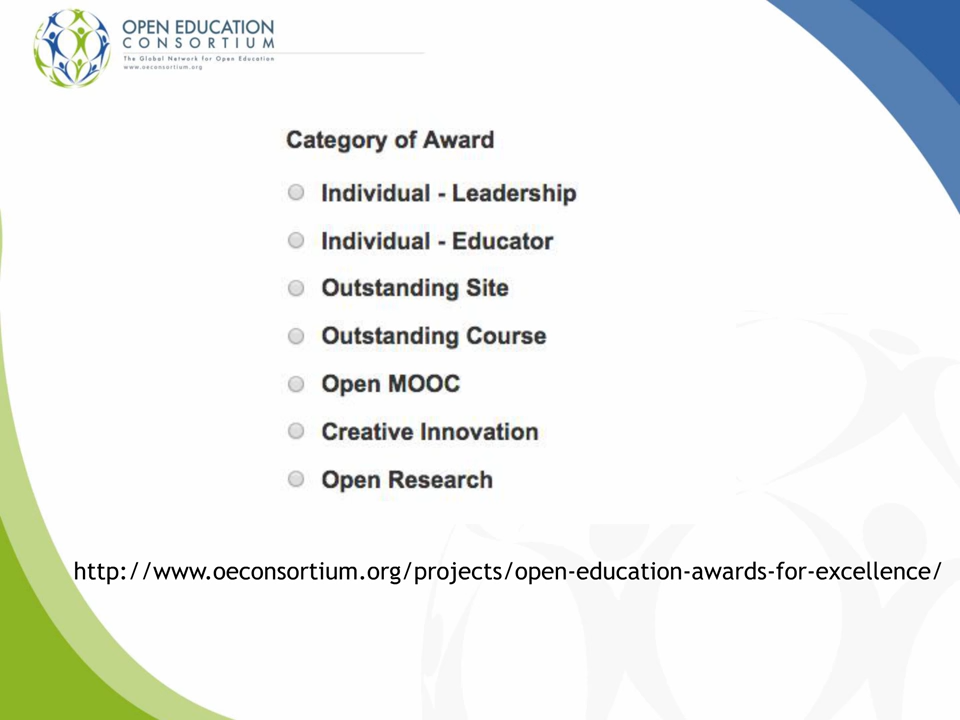 OPEN EDUCATION
CONSORTIUM
The Global Network for Open Education
www.oeconsortium.org
Category of Award
Individual - Leadership
Individual - Educator
Outstanding Site
Outstanding Course
Open MOOC
Creative Innovation
Open Research
http://www.oeconsortium.org/projects/open-education-awards-for-excellence/